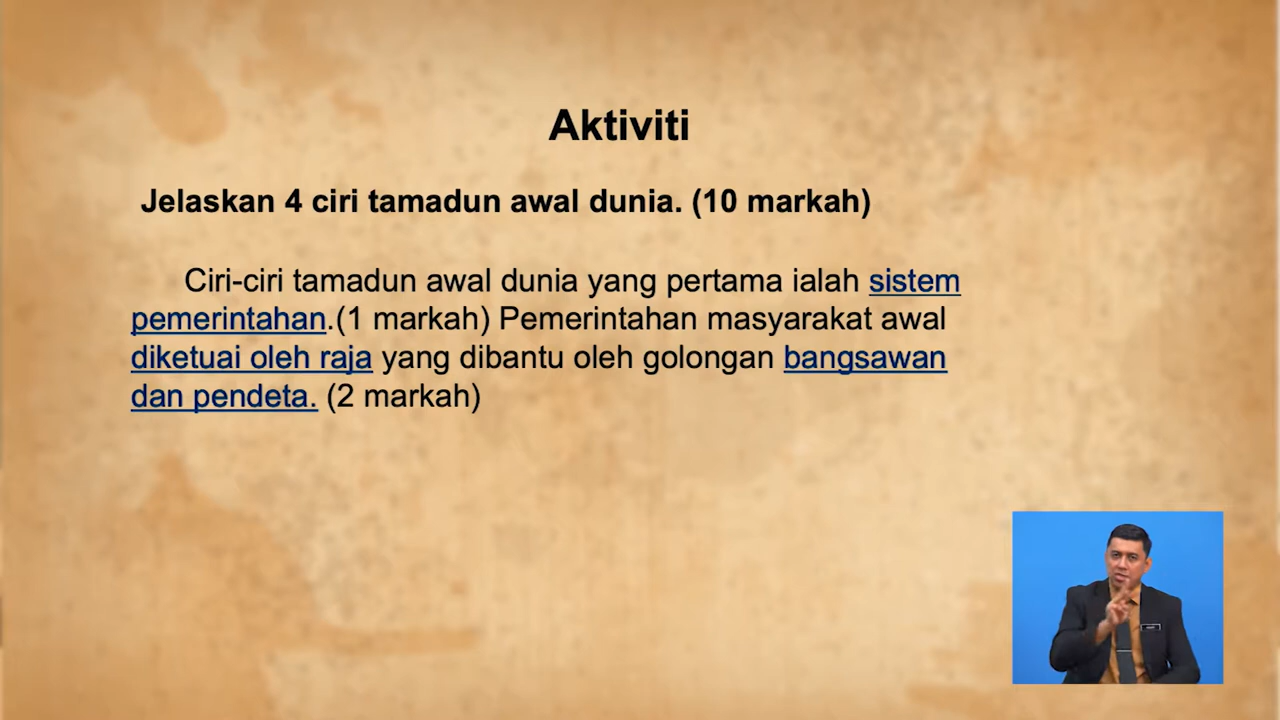 Aktiviti
Jelaskan 4 ciri tamadun awal dunia. (10 markah)
Ciri-ciri tamadun awal dunia yang pertama ialah sistem
pemerintahan.(1 markah) Pemerintahan masyarakat awal
diketuai oleh raja yang dibantu oleh golongan bangsawan
dan pendeta. (2 markah)